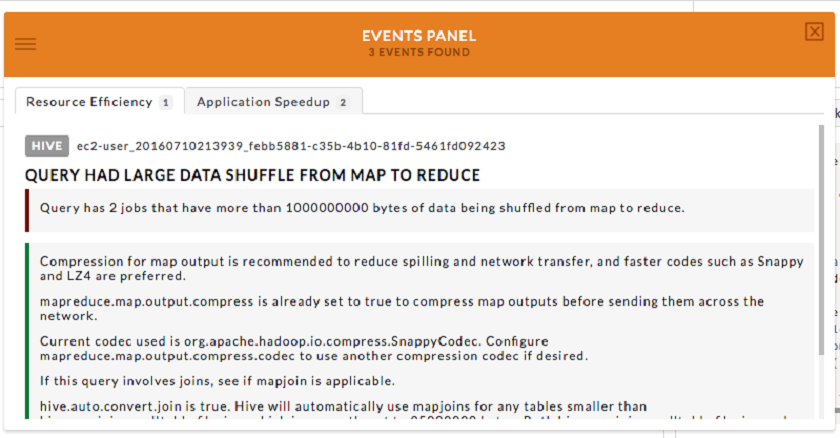 EVENTS PANEL
3 EVENTS FOUND
Resource Efficiency 1 Application Speedup 2
HIVE ec2-user_20160710213939_febb5881-c35b-4b10-81fd-5461fd092423
QUERY HAD LARGE DATA SHUFFLE FROM MAP TO REDUCE
Query has 2 jobs that have more than 1000000000 bytes of data being shuffled from map to reduce.
Compression for map output is recommended to reduce spilling and network transfer, and faster codes such as Snappy
and LZ4 are preferred.
mapreduce.map.output.compress is already set to true to compress map outputs before sending them across the
network.
Current codec used is org.apache.hadoop.io.compress.SnappyCodec. Configure
mapreduce.map.output.compress.codec to use another compression codec if desired.
If this query involves joins, see if mapjoin is applicable.
hive.auto.convert.join is true. Hive will automatically use mapjoins for any tables smaller than